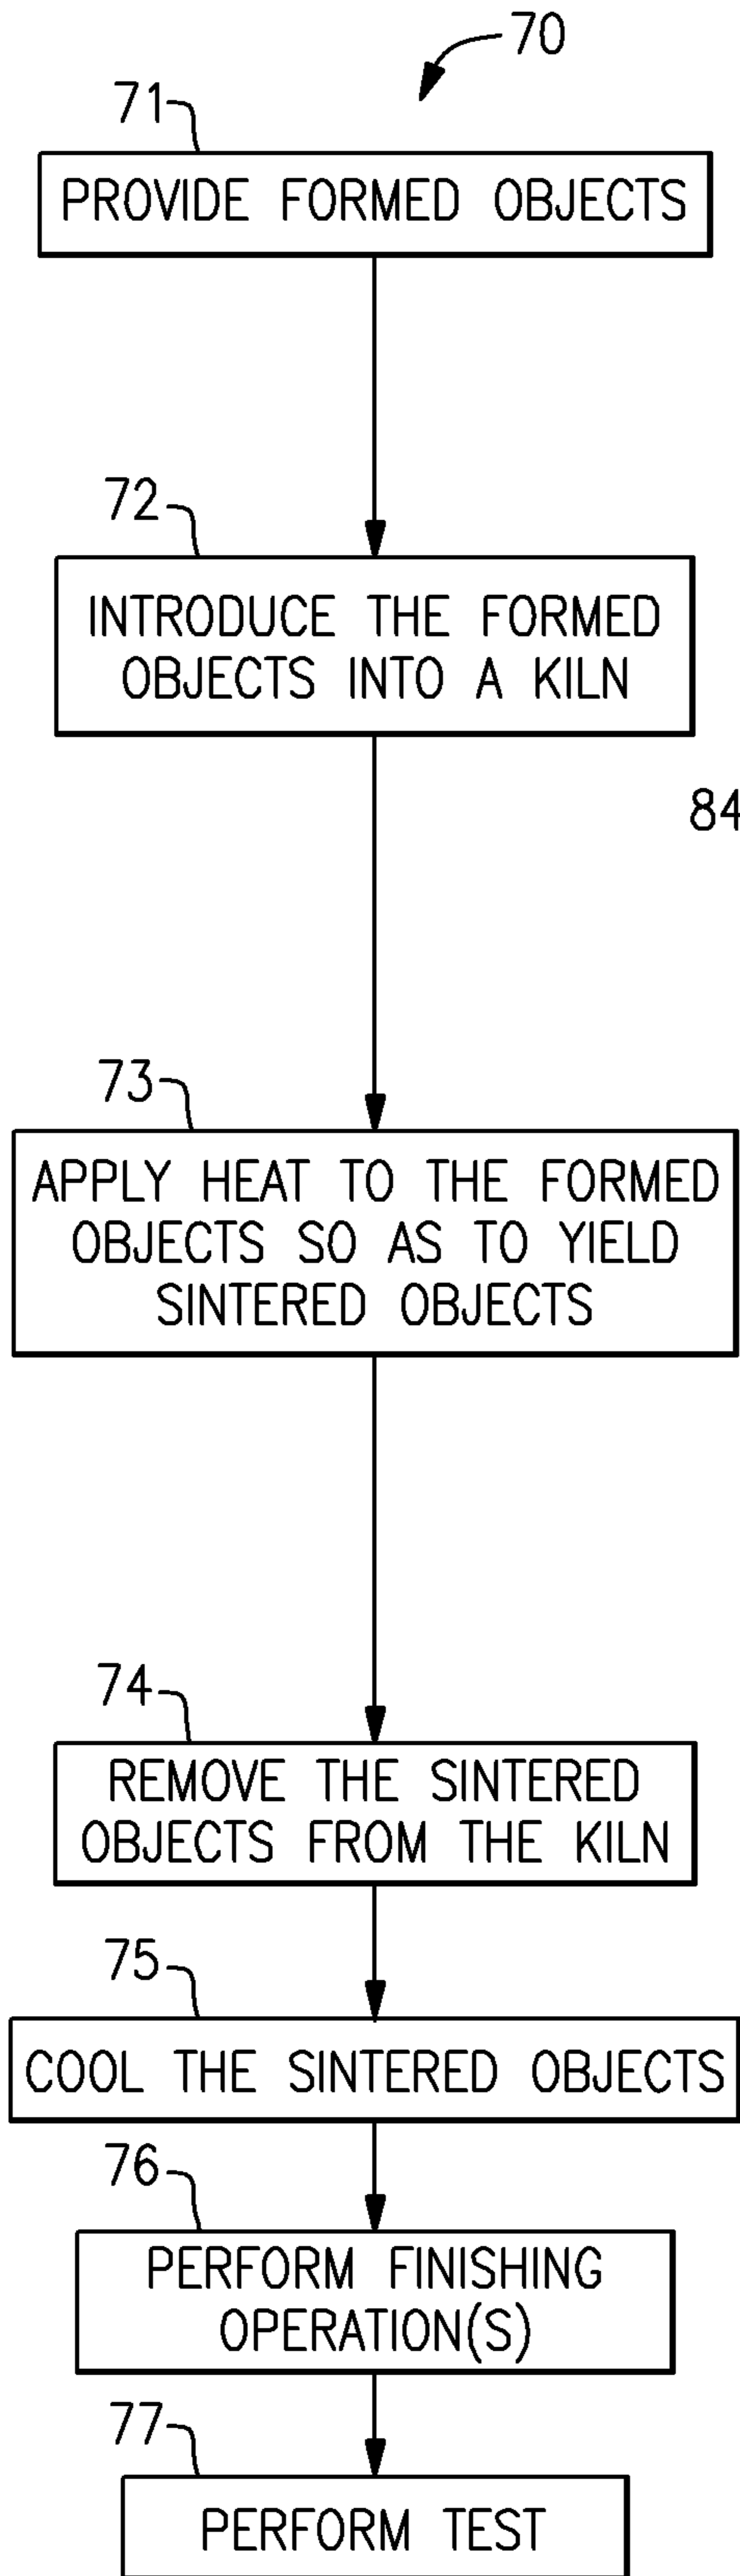 70
71
PROVIDE FORMED OBJECTS
72
INTRODUCE THE FORMED
OBJECTS INTO A KILN
84
73
APPLY HEAT TO THE FORMED
OBJECTS SO AS TO YIELD
SINTERED OBJECTS
74
REMOVE THE SINTERED
OBJECTS FROM THE KILN
75
COOL THE SINTERED OBJECTS
76
PERFORM FINISHING
OPERATION(S)
77
PERFORM TEST